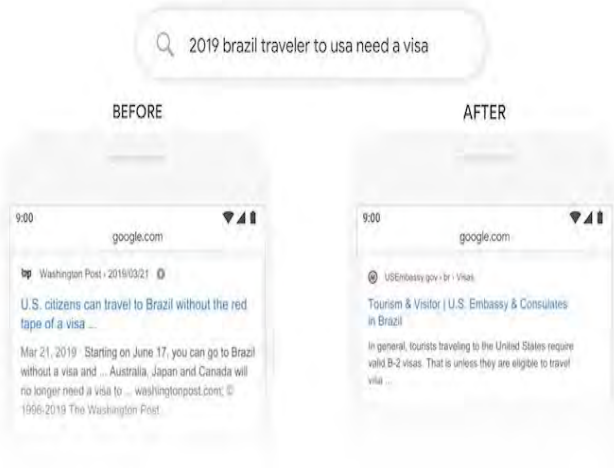 2019 brazil traveler to usa need a visa
BEFORE
AFTER
9:00
google.com
Washington Post › 2019/03/21
U.S. citizens can travel to Brazil without the red
tape of a visa ...
Mar 21, 2019 · Starting on June 17, you can go to Brazil
without a visa and ... Australia, Japan and Canada will
no longer need a visa to ... washingtonpost.com; ©
1996-2019 The Washington Post
9:00
google.com
USEmbassy.gov › br › Visas
Tourism & Visitor | U.S. Embassy & Consulates
in Brazil
In general, tourists traveling to the United States require
valid B-2 visas. That is unless they are eligible to travel
visa ...